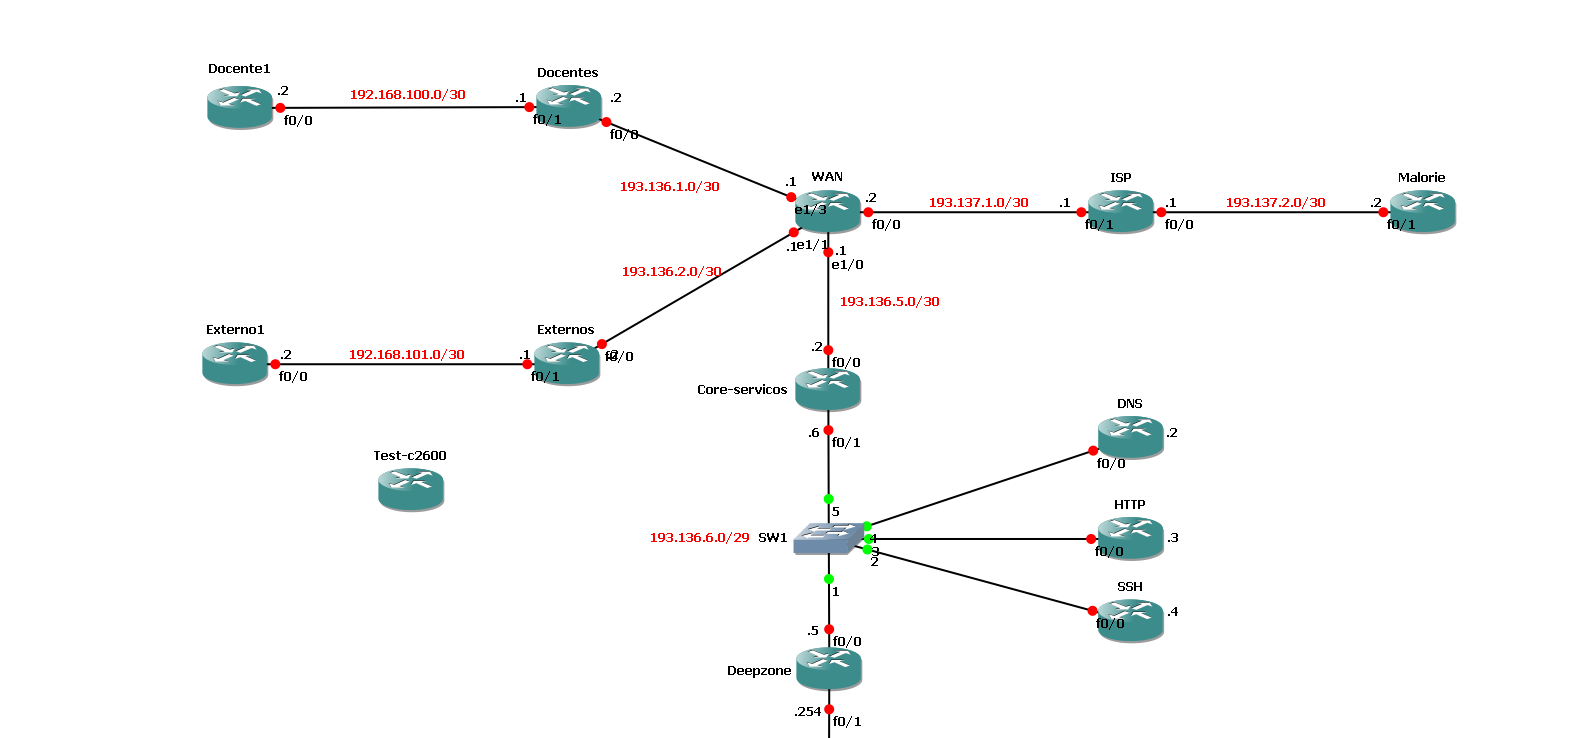 Docente1
.2
f0/0
192.168.100.0/30
Docentes
.1
f0/1
.2
f0/0
193.136.1.0/30
.1
WAN
e1/3
.2
f0/0
193.137.1.0/30
ISP
.1
f0/1
.1
f0/0
193.137.2.0/30
Malorie
.2
f0/1
.1
e1/1
.1
e1/0
193.136.2.0/30
193.136.5.0/30
Externo1
.2
f0/0
192.168.101.0/30
Externos
.1
f0/1
.2
f0/0
.2
f0/0
Core-servicos
.6
f0/1
Test-c2600
DNS
.2
f0/0
5
193.136.6.0/29
SW1
4
3
2
HTTP
.3
f0/0
SSH
.4
f0/0
1
.5
f0/0
Deepzone
.254
f0/1